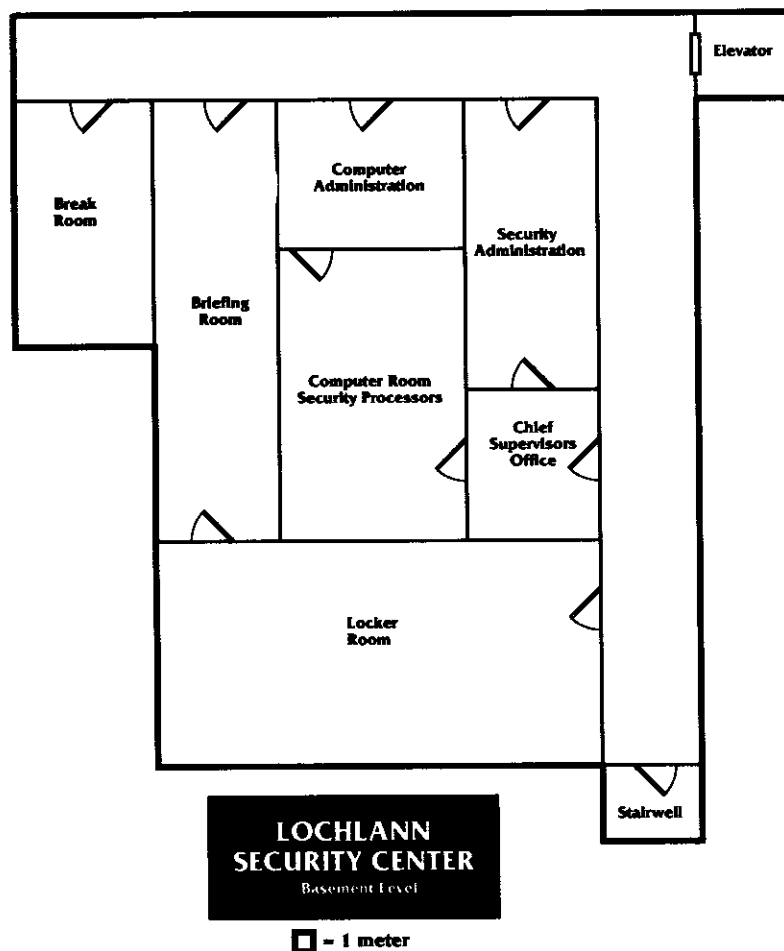 Elevator
Computer
Administration
Break
Room
Security
Administration
Briefing
Room
Computer Room
Security Processors
Chief
Supervisors
Office
Locker
Room
Stairwell
LOCHLANN
SECURITY CENTER
Basement Level
= 1 meter